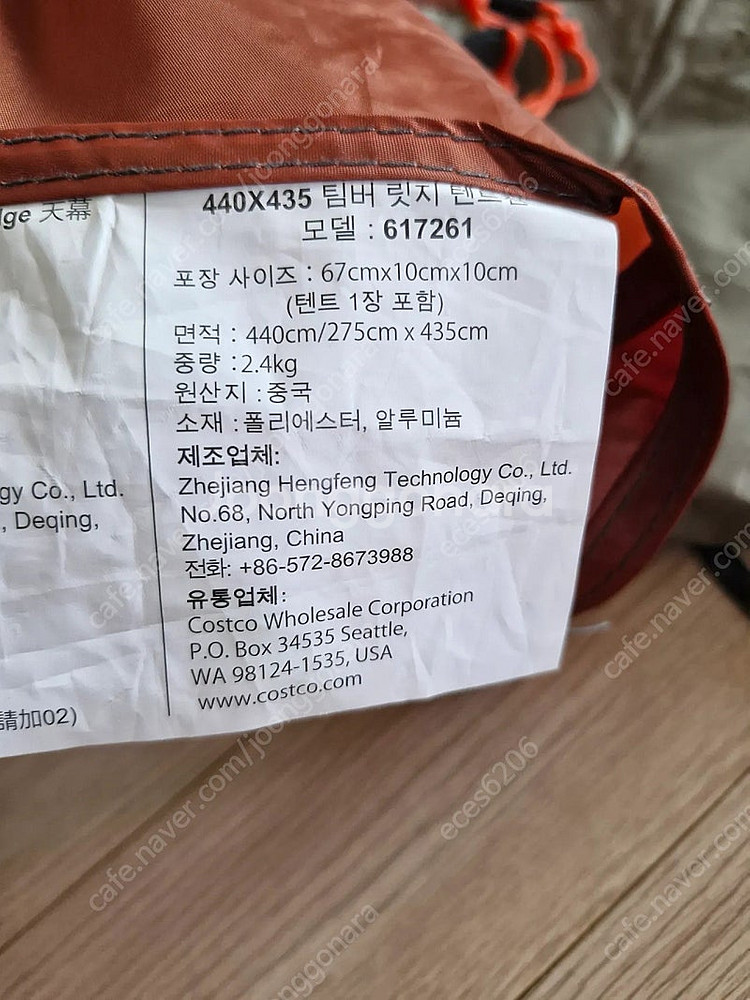 dge 天幕
gy Co., Ltd.
, Deqing,
請加02)
440X435 팀버 릿지
모델 : 617261
포장 사이즈 : 67cmx10cmx10cm
(텐트 1장 포함)
면적 : 440cm/275cm x 435cm
중량 :2.4kg
원산지 :중국
소재 :폴리에스터, 알루미늄
제조업체:
Zhejiang Hengfeng Technology Co., Ltd.
No.68, North Yongping Road, Deqing,
Zhejiang, China
전화: +86-572-8673988
유통업체:
Costco Wholesale Corporation
P.O. Box 34535 Seattle,
WA 98124-1535, USA
www.costco.com
cafe.naver.com/joonggonara
eces6206